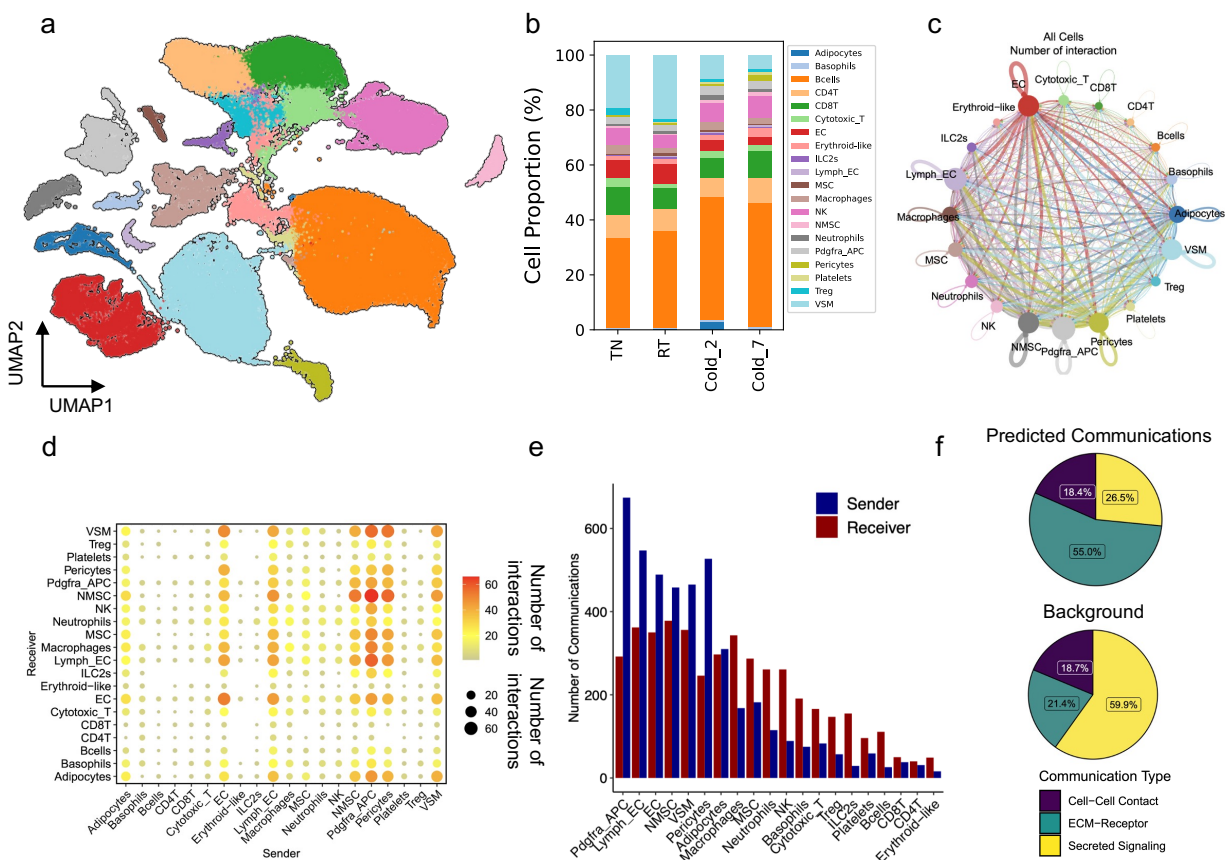 a
UMAP2
UMAP1
b
Cell Proportion (%)
100
80
60
40
20
0
TN
RT
Cold_2
Cold_7
Adipocytes
Basophils
Bcells
CD4T
CD8T
Cytotoxic_T
EC
Erythroid-like
ILC2s
Lymph_EC
MSC
Macrophages
NK
NMSC
Neutrophils
Pdgfra_APC
Pericytes
Platelets
Treg
VSM
c
All Cells
Number of interaction
EC
Cytotoxic_T
CD8T
CD4T
Bcells
Basophils
Adipocytes
VSM
Treg
Platelets
Pericytes
Pdgfra_APC
NMSC
NK
Neutrophils
MSC
Macrophages
Lymph_EC
ILC2s
Erythroid-like
d
Receiver
VSM
Treg
Platelets
Pericytes
Pdgfra_APC
NMSC
NK
Neutrophils
MSC
Macrophages
Lymph_EC
ILC2s
Erythroid-like
EC
Cytotoxic_T
CD8T
CD4T
Bcells
Basophils
Adipocytes
Adipocytes
Basophils
Bcells
CD4T
CD8T
Cytotoxic_T
EC
Erythroid-like
ILC2s
Lymph_EC
Macrophages
MSC
Neutrophils
NK
NMSC
Pdgfra_APC
Pericytes
Platelets
Treg
VSM
Sender
60
40
20
Number of
interactions
20
40
60
Number of
interactions
e
Number of Communications
600
400
200
0
Sender
Receiver
Pdgfra_APC
Lymph_EC
EC
NMSC
VSM
Pericytes
Adipocytes
Macrophages
MSC
Neutrophils
NK
Basophils
Cytotoxic_T
Treg
ILC2s
Platelets
Bcells
CD8T
CD4T
Erythroid-like
f
Predicted Communications
18.4%
26.5%
55.0%
Background
18.7%
21.4%
59.9%
Communication Type
Cell-Cell Contact
ECM-Receptor
Secreted Signaling